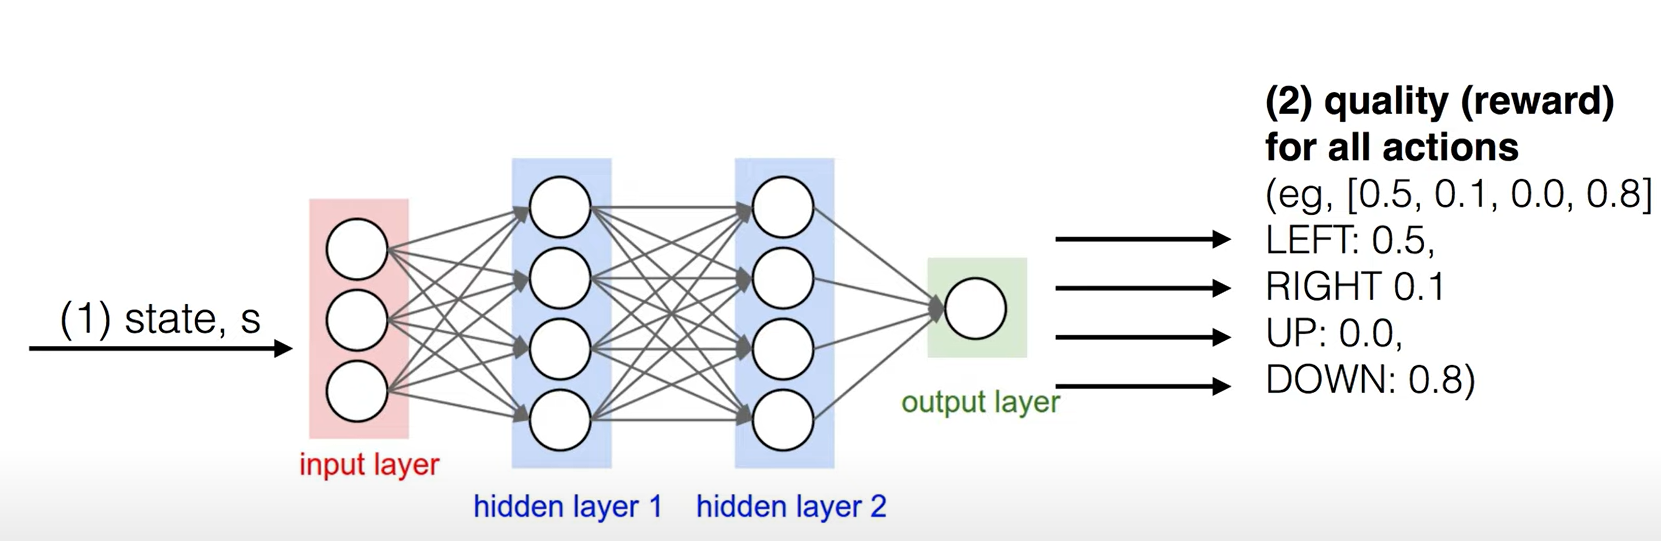 (1) state, s
input layer
hidden layer 1
hidden layer 2
output layer
(2) quality (reward)
for all actions
(eg, [0.5, 0.1, 0.0, 0.8]
LEFT: 0.5,
RIGHT 0.1
UP: 0.0,
DOWN: 0.8)